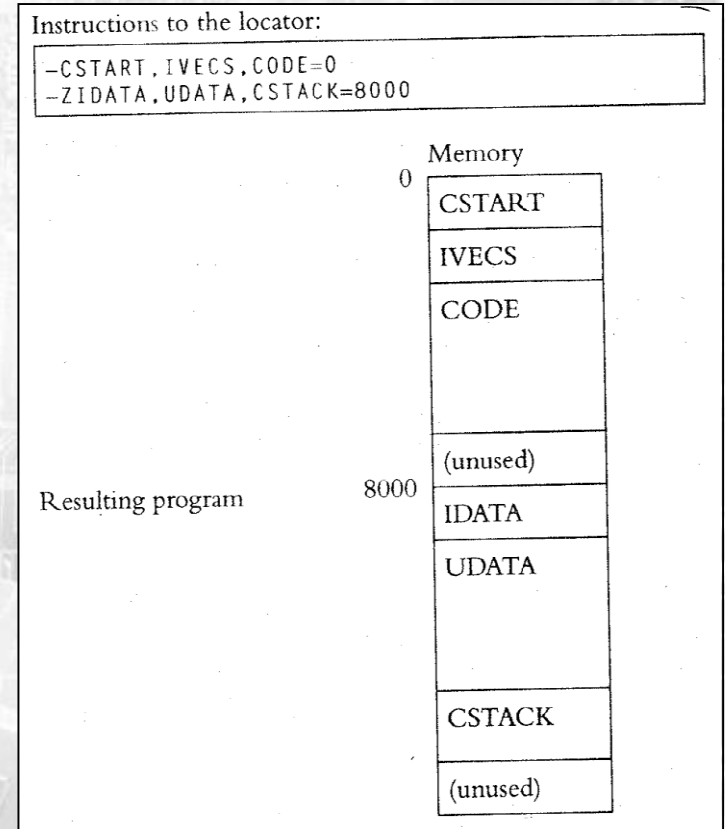 Instructions to the locator:
–CSTART,IVECS,CODE=0
–ZIDATA,UDATA,CSTACK=8000
Memory
0
CSTART
IVECS
CODE
(unused)
Resulting program
8000
IDATA
UDATA
CSTACK
(unused)